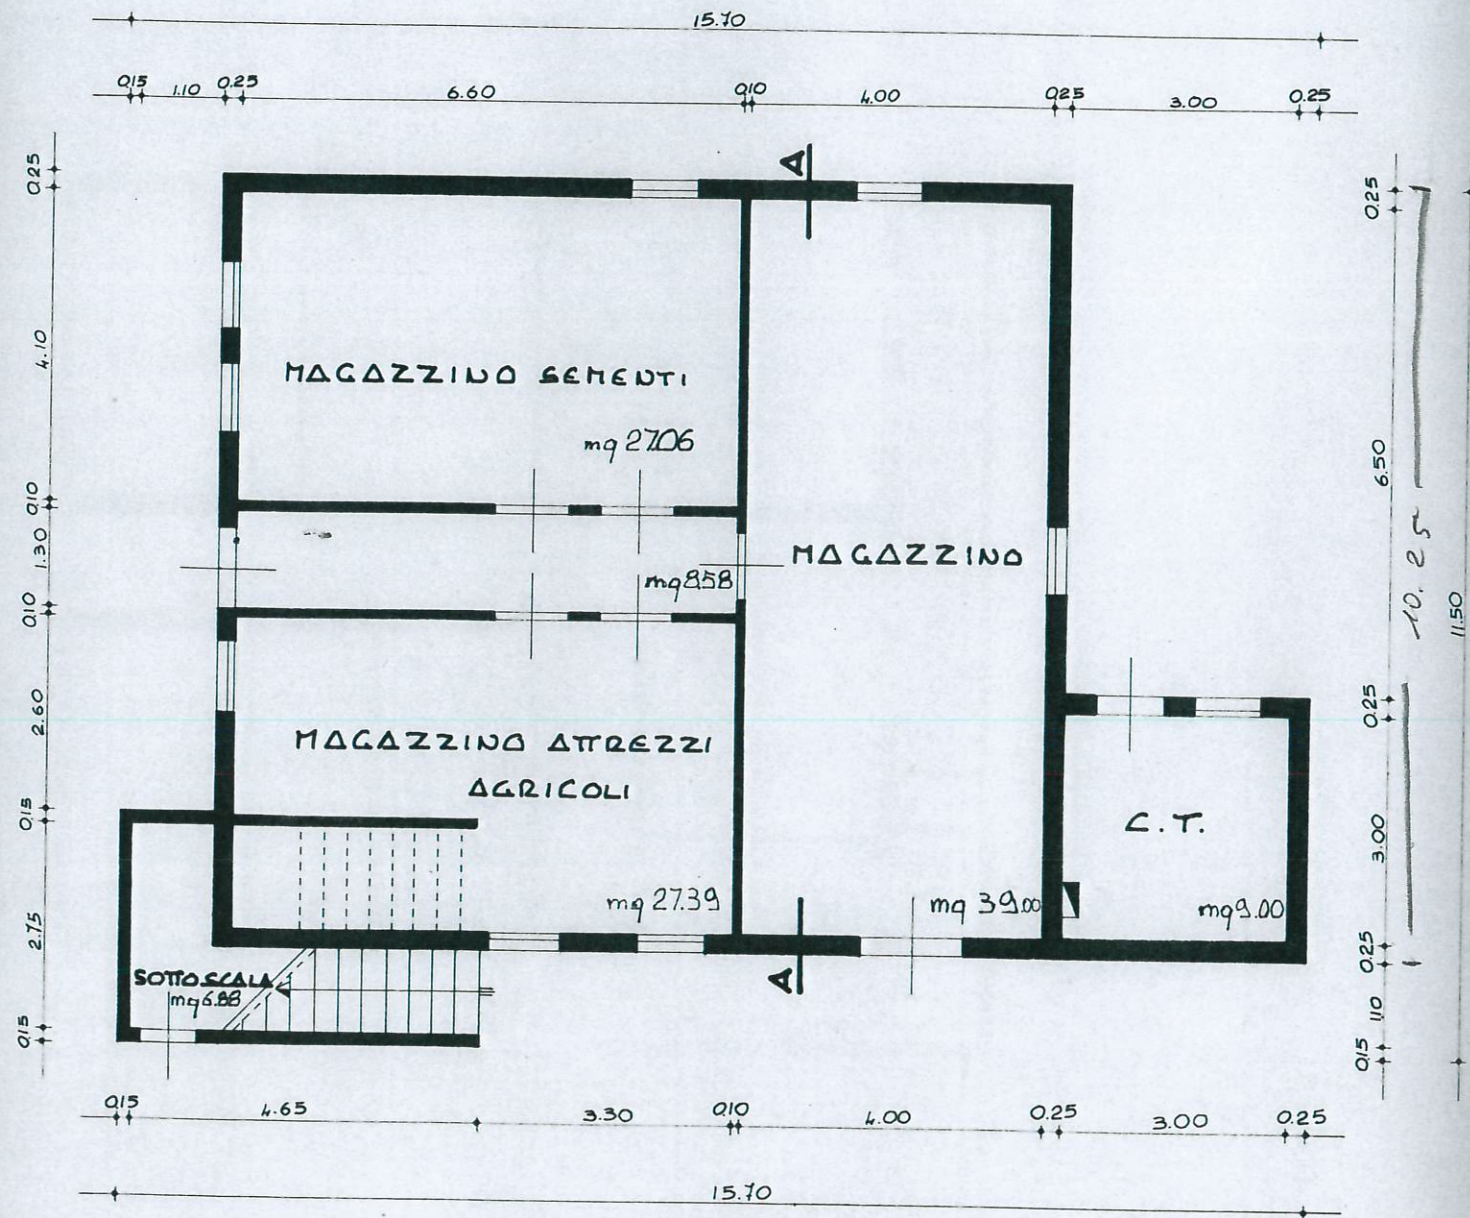 15.70
0.15 1.10 0.25 6.60 0.10 4.00 0.25 3.00 0.25
0.25
4.10
0.10
1.30
0.10
2.60
0.15
2.75
0.15
A
MAGAZZINO SEMENTI
mq 27.06
mq 8.58
MAGAZZINO
MAGAZZINO ATTREZZI
AGRICOLI
C. T.
mq 27.39
mq 39.00
mq 9.00
SOTTOSCALA
mq 6.88
A
0.25
6.50
0.25
3.00
0.25
1.10
0.15
10.25
11.50
0.15 4.65 3.30 0.10 4.00 0.25 3.00 0.25
15.70